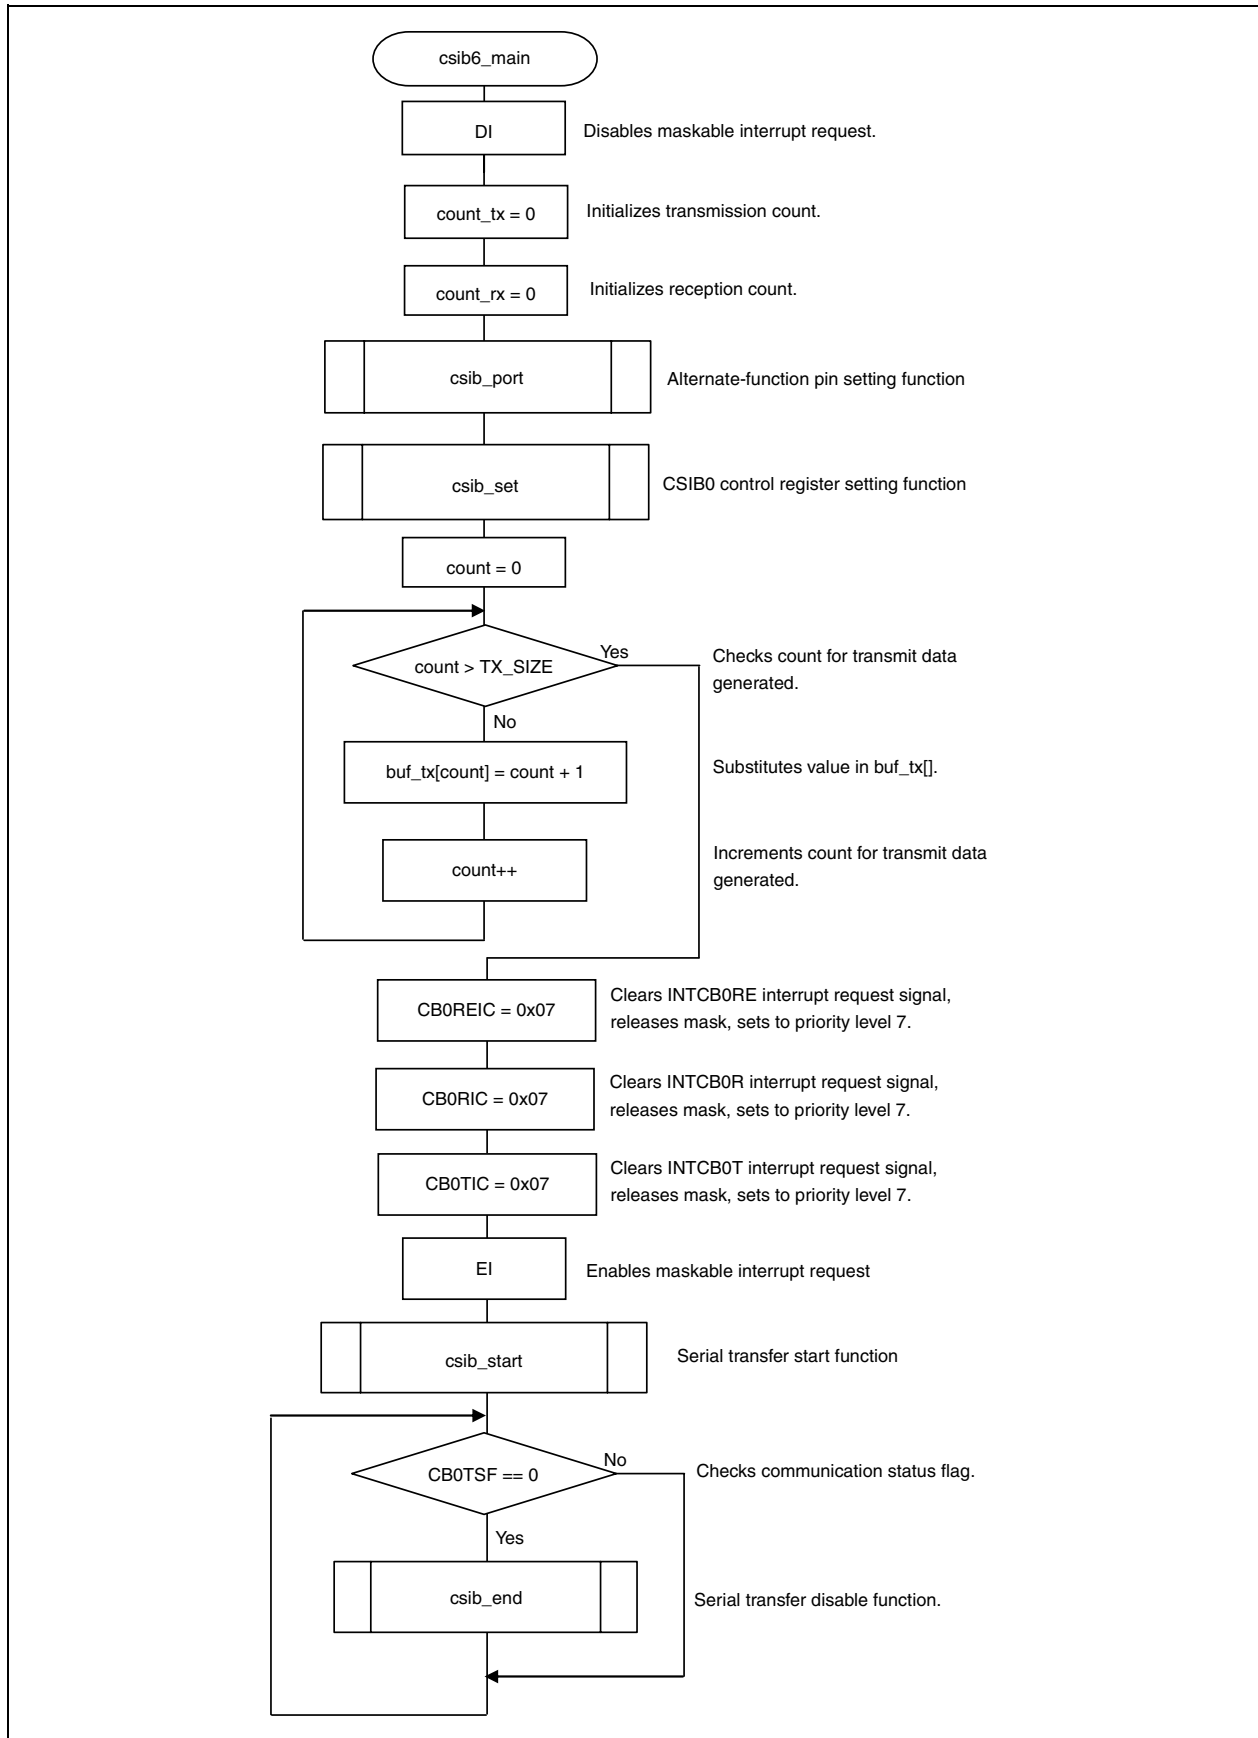 csib6_main
DI
Disables maskable interrupt request.
count_tx = 0
Initializes transmission count.
count_rx = 0
Initializes reception count.
csib_port
Alternate-function pin setting function
csib_set
CSIB0 control register setting function
count = 0
count > TX_SIZE
Yes
Checks count for transmit data
generated.
No
buf_tx[count] = count + 1
Substitutes value in buf_tx[].
count++
Increments count for transmit data
generated.
CB0REIC = 0x07
Clears INTCB0RE interrupt request signal,
releases mask, sets to priority level 7.
CB0RIC = 0x07
Clears INTCB0R interrupt request signal,
releases mask, sets to priority level 7.
CB0TIC = 0x07
Clears INTCB0T interrupt request signal,
releases mask, sets to priority level 7.
EI
Enables maskable interrupt request
csib_start
Serial transfer start function
CB0TSF == 0
No
Checks communication status flag.
Yes
csib_end
Serial transfer disable function.